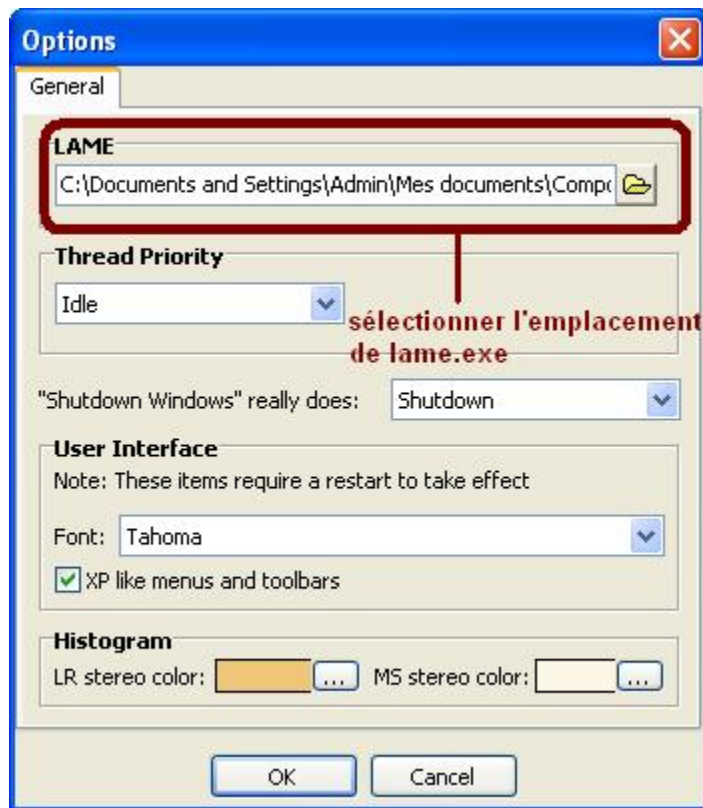 Options
General
LAME
C:\Documents and Settings\Admin\Mes documents\Compo
Thread Priority
Idle
sélectionner l'emplacement
de lame.exe
"Shutdown Windows" really does: Shutdown
User Interface
Note: These items require a restart to take effect
Font: Tahoma
XP like menus and toolbars
Histogram
LR stereo color: ... MS stereo color: ...
OK Cancel